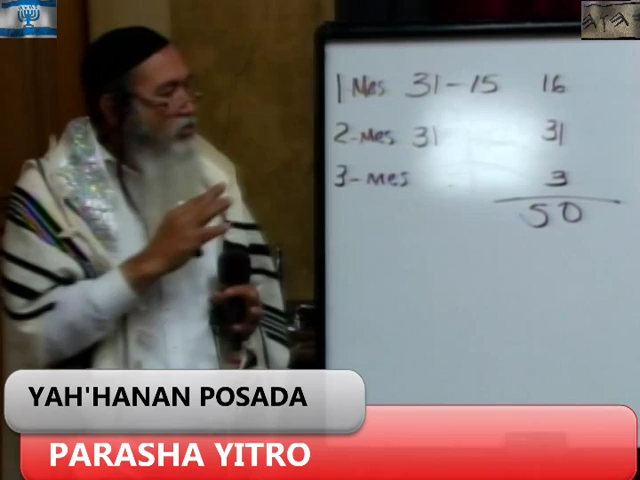 1 Mes 31-15 16
2-Mes 31 31
3-mes 3
50
YAH'HANAN POSADA
PARASHA YITRO